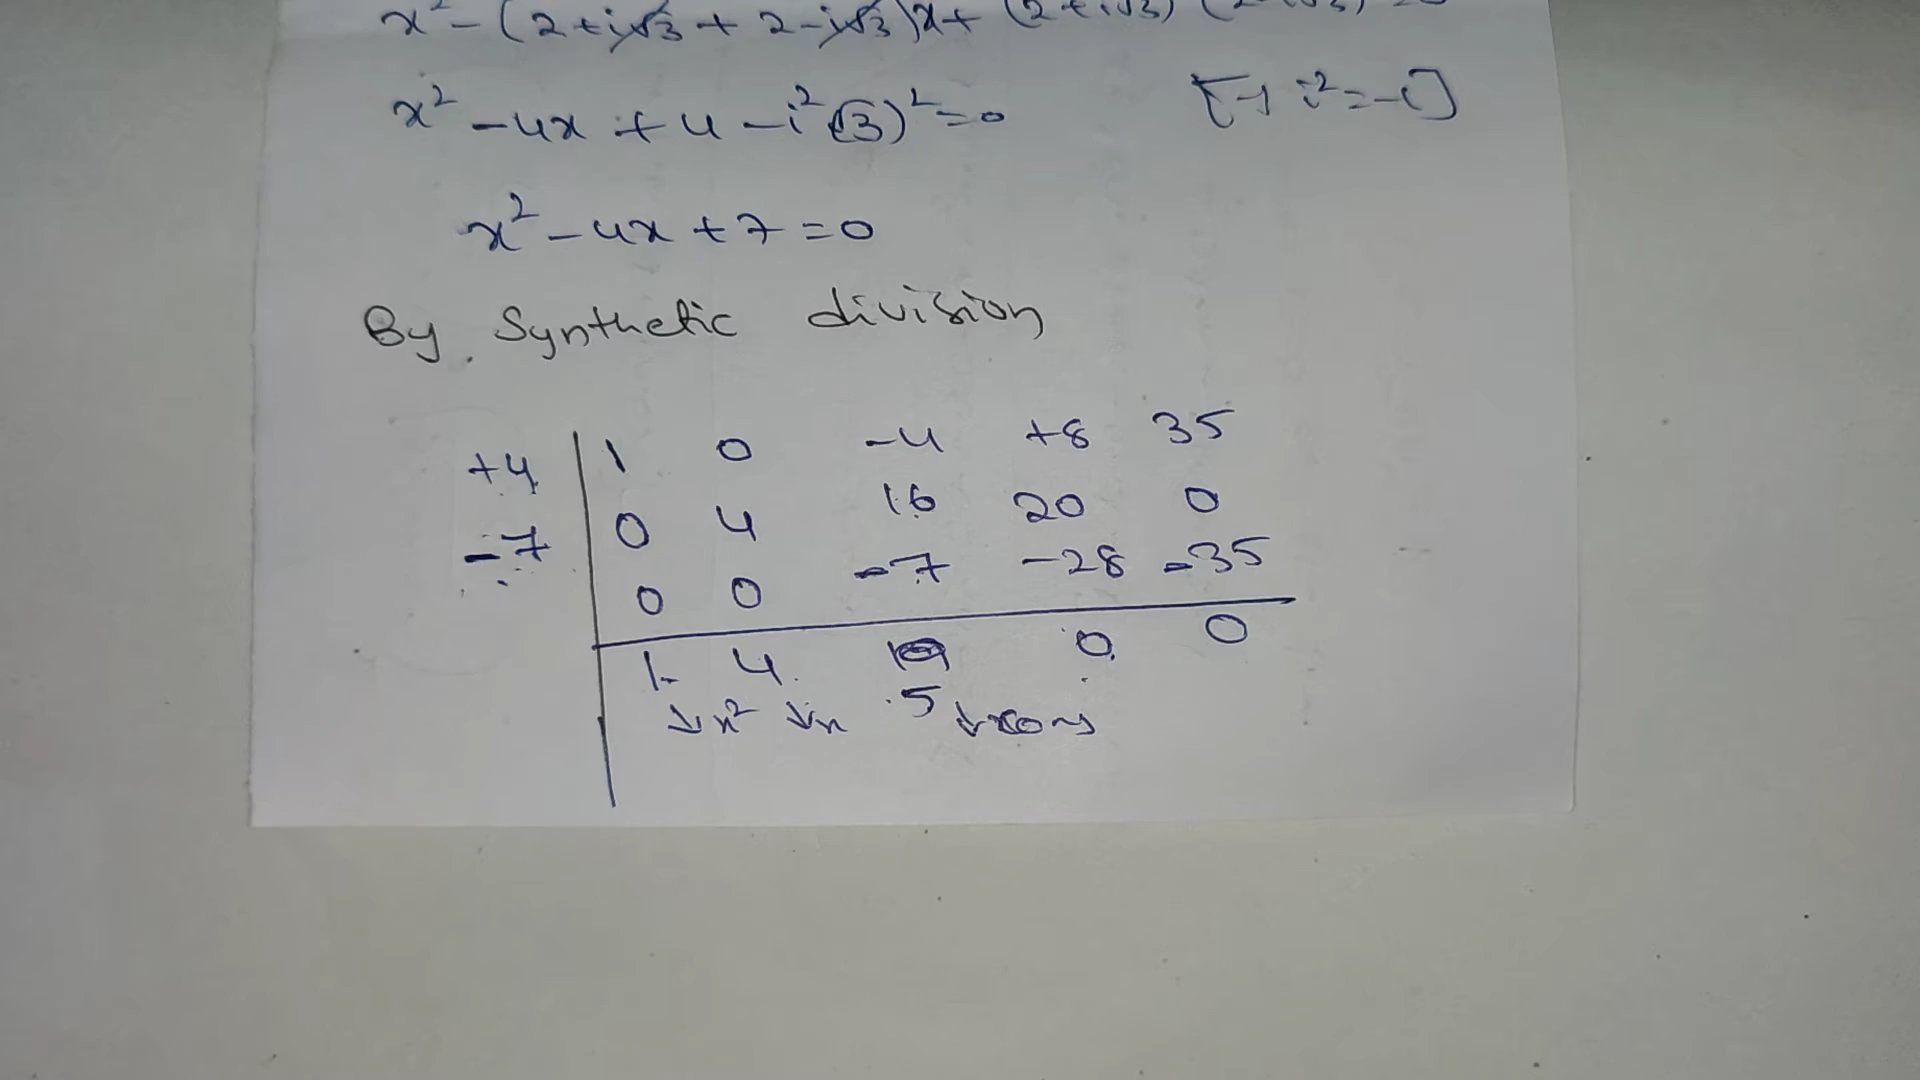 x² - (2+i√3 + 2-i√3)x + (2+i√3)
x² - 4x + 4 - i²(√3)² = 0 [∵ i² = -1]
x² - 4x + 7 = 0
By Synthetic division
+4 | 1 0 -4 +8 35
-7 | 0 4 16 20 0
0 0 -7 -28 -35
1 4 5 0 0
↓x² ↓x ↓cons